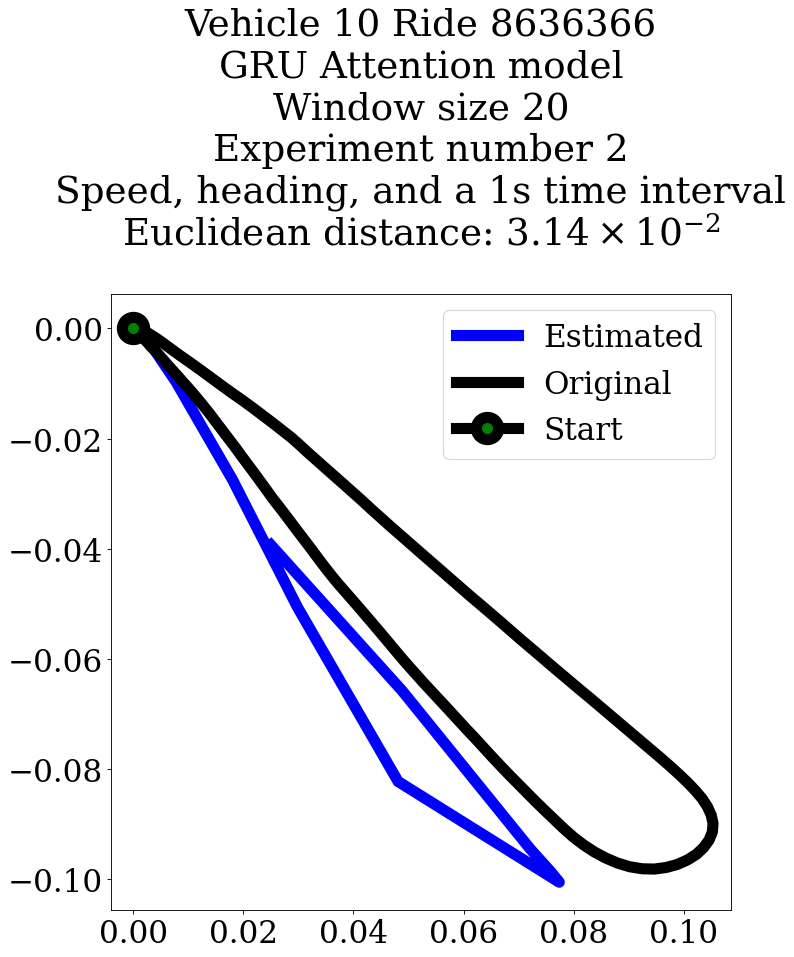 Vehicle 10 Ride 8636366
GRU Attention model
Window size 20
Experiment number 2
Speed, heading, and a 1s time interval
Euclidean distance: 3.14 × 10⁻²
Estimated
Original
Start
0.00
−0.02
−0.04
−0.06
−0.08
−0.10
0.00 0.02 0.04 0.06 0.08 0.10